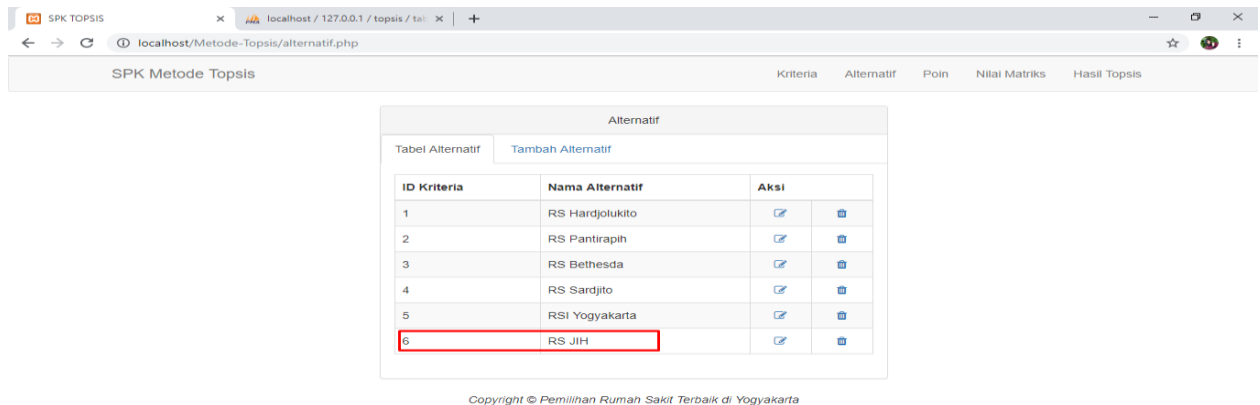 SPK TOPSIS
localhost / 127.0.0.1 / topsis / tab
localhost/Metode-Topsis/alternatif.php
SPK Metode Topsis Kriteria Alternatif Poin Nilai Matriks Hasil Topsis
Alternatif
Tabel Alternatif Tambah Alternatif
ID Kriteria Nama Alternatif Aksi
1 RS Hardjolukito
2 RS Pantirapih
3 RS Bethesda
4 RS Sardjito
5 RSI Yogyakarta
6 RS JIH
Copyright © Pemilihan Rumah Sakit Terbaik di Yogyakarta